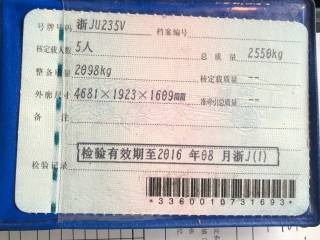 号牌号码 浙JU235V 档案编号
核定载人数 5人 总质量 2550kg
整备质量 2098kg 核定载质量 --
外廓尺寸 4681×1923×1609mm 准牵引总质量 --
备注
检验有效期至2016年08月浙J(1)
检验记录
*3360010731693*